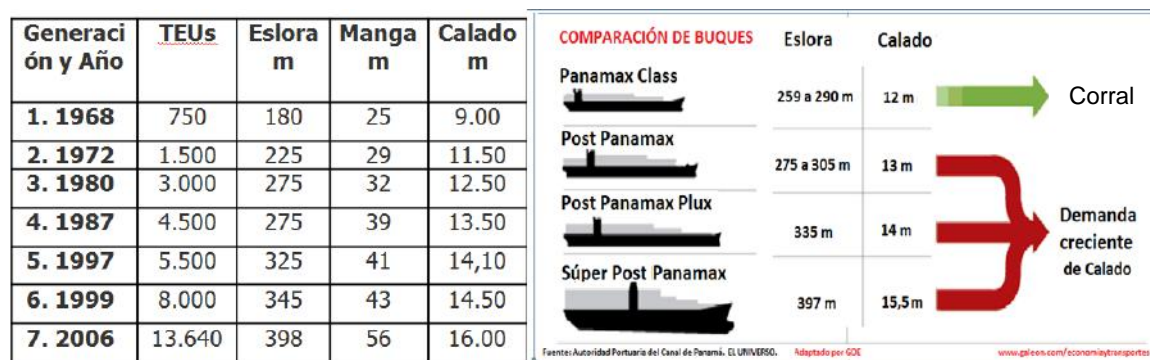 Generaci
ón y Año
TEUs
Eslora
m
Manga
m
Calado
m
1. 1968 750 180 25 9.00
2. 1972 1.500 225 29 11.50
3. 1980 3.000 275 32 12.50
4. 1987 4.500 275 39 13.50
5. 1997 5.500 325 41 14,10
6. 1999 8.000 345 43 14.50
7. 2006 13.640 398 56 16.00
COMPARACIÓN DE BUQUES Eslora Calado
Panamax Class
259 a 290 m 12 m Corral
Post Panamax
275 a 305 m 13 m
Post Panamax Plux
335 m 14 m
Demanda
creciente
de Calado
Súper Post Panamax
397 m 15,5 m
Fuente: Autoridad Portuaria del Canal de Panamá. EL UNIVERSO. Adaptado por GOE www.galeon.com/economiaytransportes